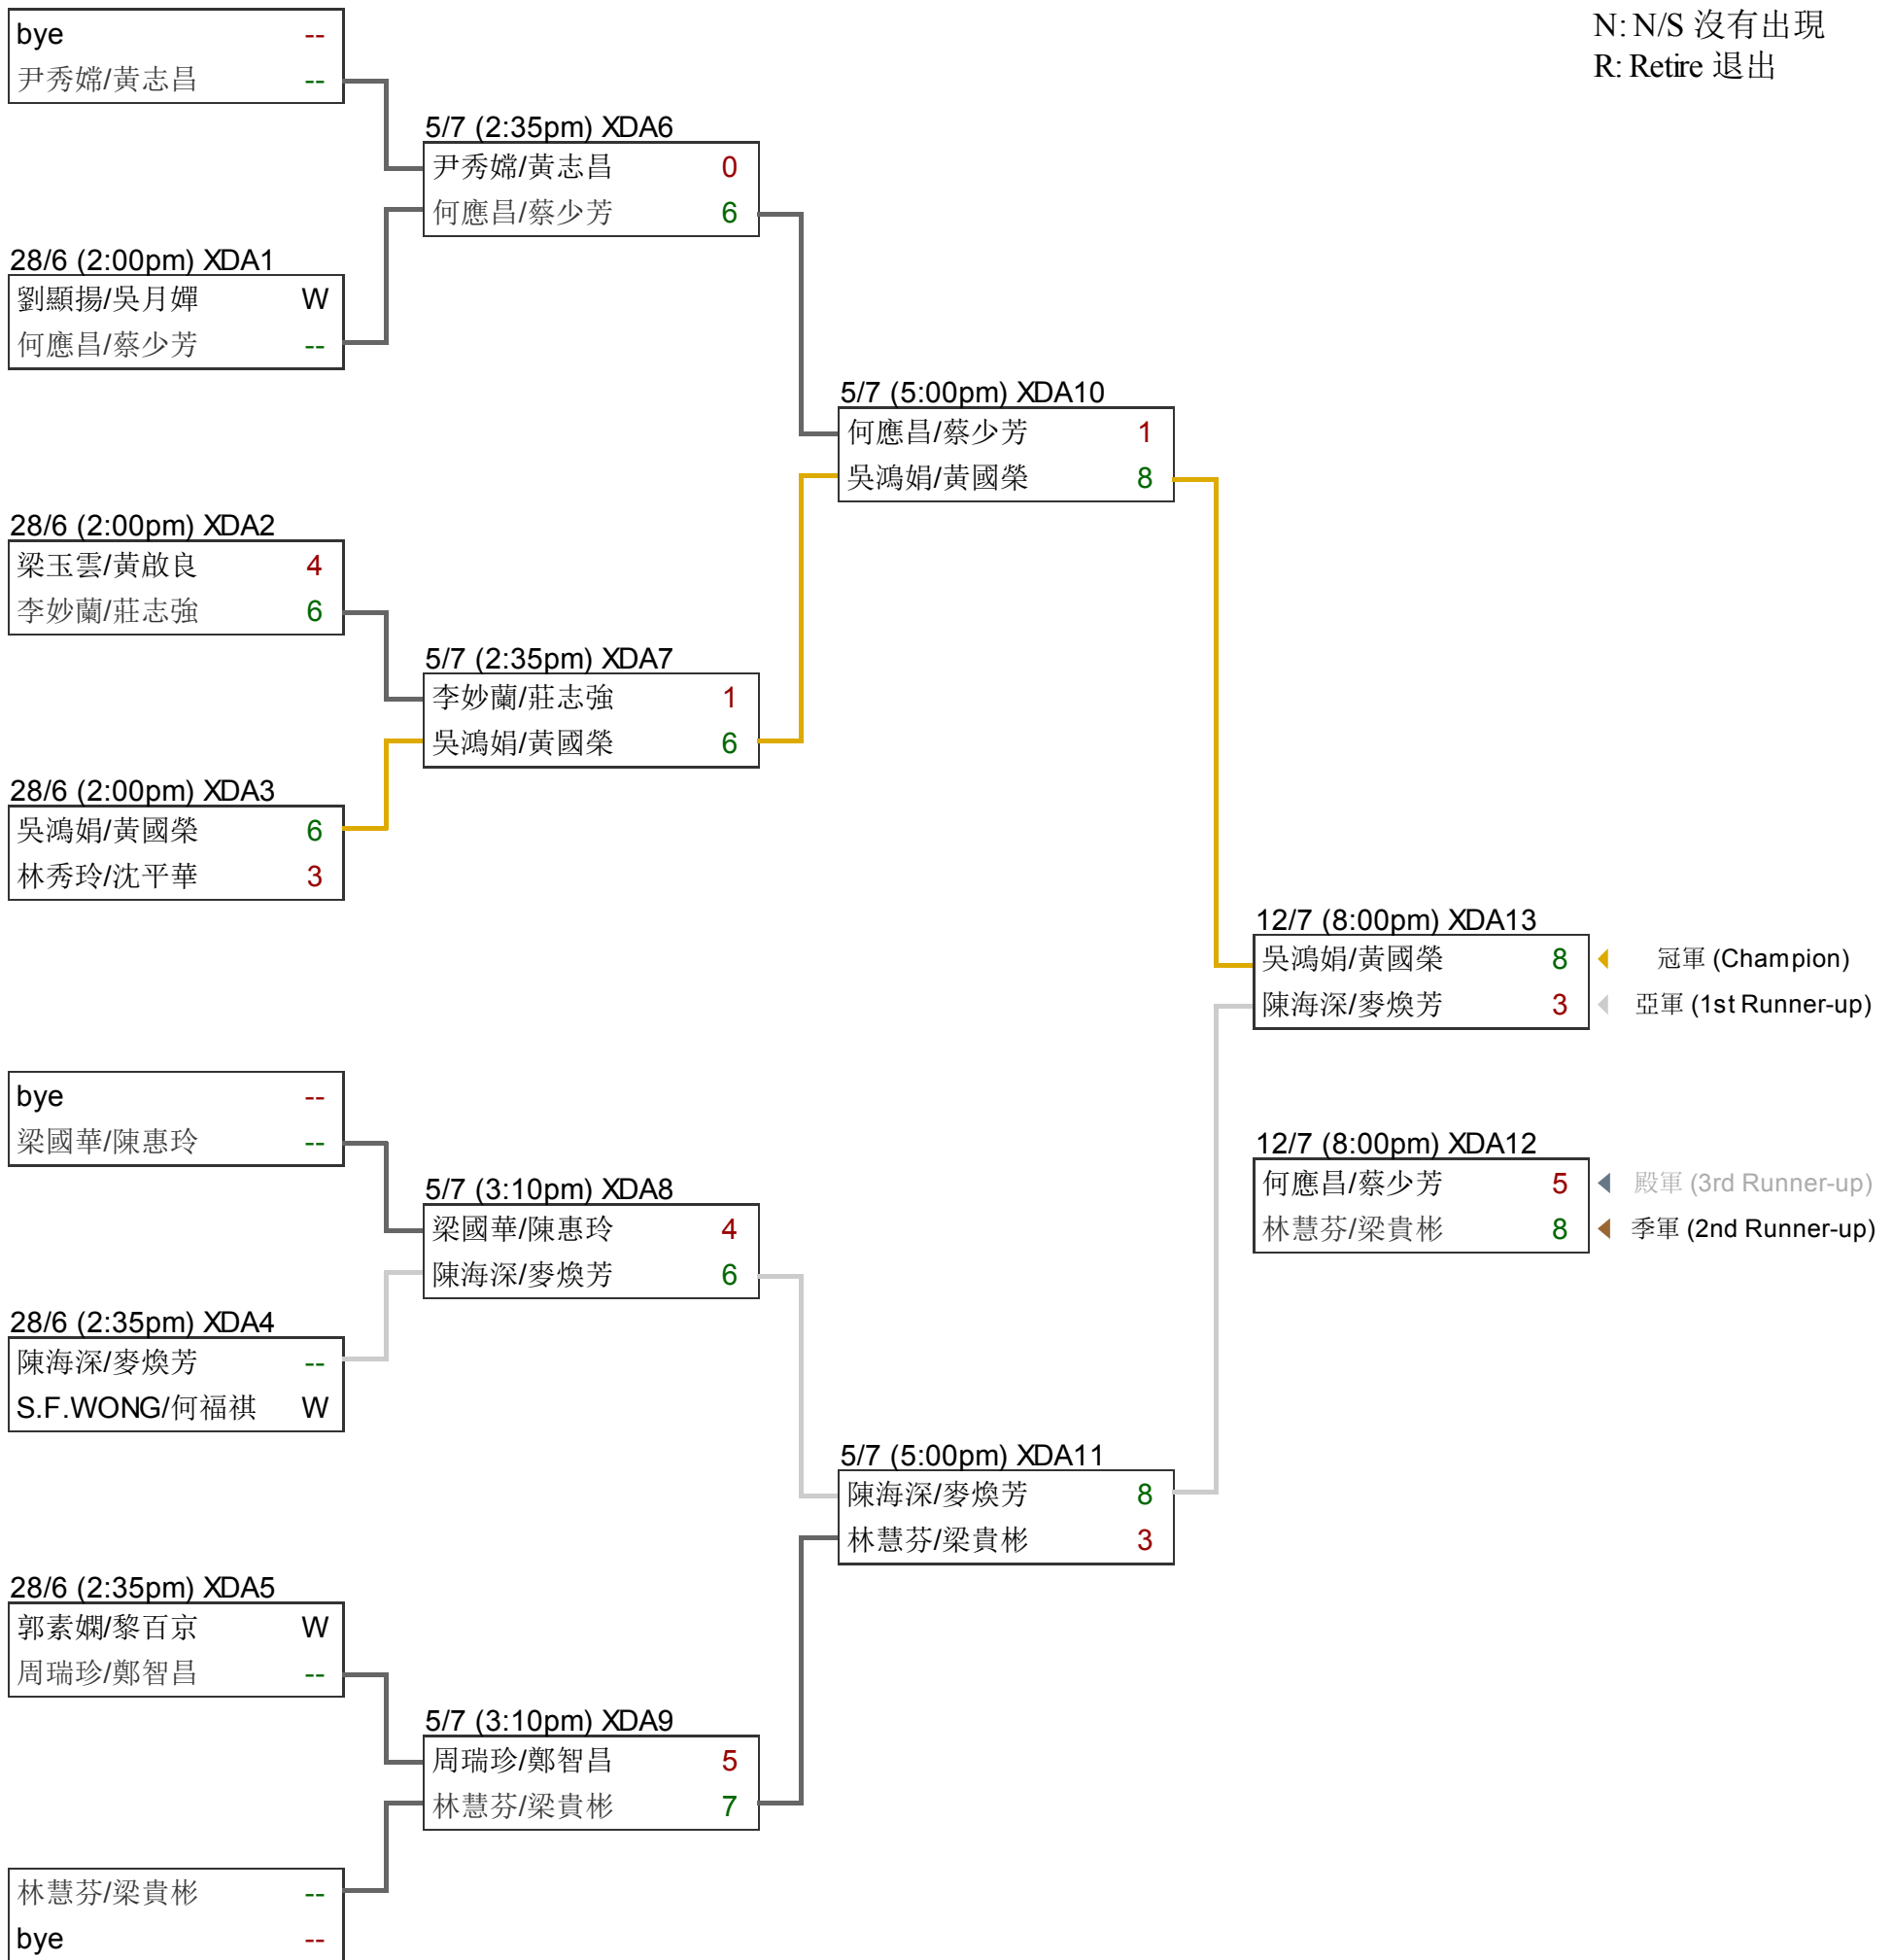 N: N/S 沒有出現
R: Retire 退出
bye --
尹秀嫦/黃志昌 --
5/7 (2:35pm) XDA6
尹秀嫦/黃志昌 0
何應昌/蔡少芳 6
28/6 (2:00pm) XDA1
劉顯揚/吳月嬋 W
何應昌/蔡少芳 --
5/7 (5:00pm) XDA10
何應昌/蔡少芳 1
吳鴻娟/黃國榮 8
28/6 (2:00pm) XDA2
梁玉雲/黃啟良 4
李妙蘭/莊志強 6
5/7 (2:35pm) XDA7
李妙蘭/莊志強 1
吳鴻娟/黃國榮 6
28/6 (2:00pm) XDA3
吳鴻娟/黃國榮 6
林秀玲/沈平華 3
12/7 (8:00pm) XDA13
吳鴻娟/黃國榮 8 冠軍 (Champion)
陳海深/麥煥芳 3 亞軍 (1st Runner-up)
bye --
梁國華/陳惠玲 --
12/7 (8:00pm) XDA12
何應昌/蔡少芳 5 殿軍 (3rd Runner-up)
林慧芬/梁貴彬 8 季軍 (2nd Runner-up)
5/7 (3:10pm) XDA8
梁國華/陳惠玲 4
陳海深/麥煥芳 6
28/6 (2:35pm) XDA4
陳海深/麥煥芳 --
S.F.WONG/何福祺 W
5/7 (5:00pm) XDA11
陳海深/麥煥芳 8
林慧芬/梁貴彬 3
28/6 (2:35pm) XDA5
郭素嫻/黎百京 W
周瑞珍/鄭智昌 --
5/7 (3:10pm) XDA9
周瑞珍/鄭智昌 5
林慧芬/梁貴彬 7
林慧芬/梁貴彬 --
bye --